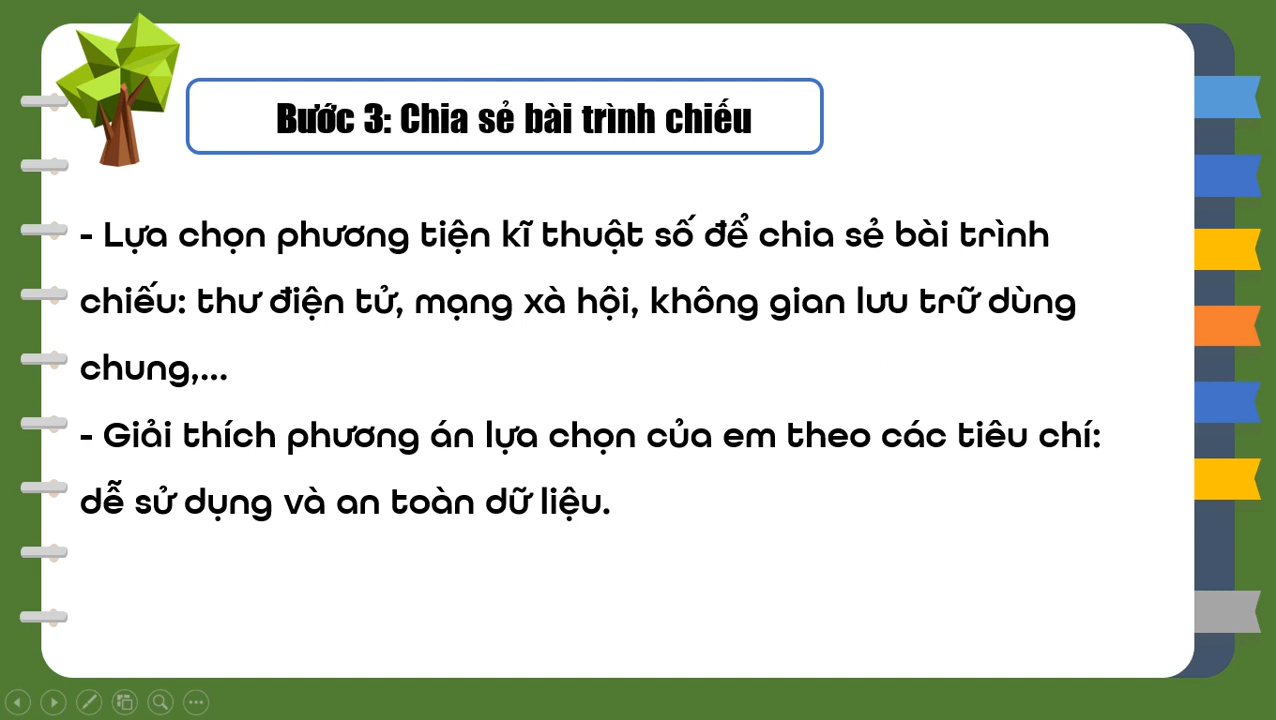 Bước 3: Chia sẻ bài trình chiếu
- Lựa chọn phương tiện kĩ thuật số để chia sẻ bài trình
chiếu: thư điện tử, mạng xà hội, không gian lưu trữ dùng
chung,...
- Giải thích phương án lựa chọn của em theo các tiêu chí:
dễ sử dụng và an toàn dữ liệu.